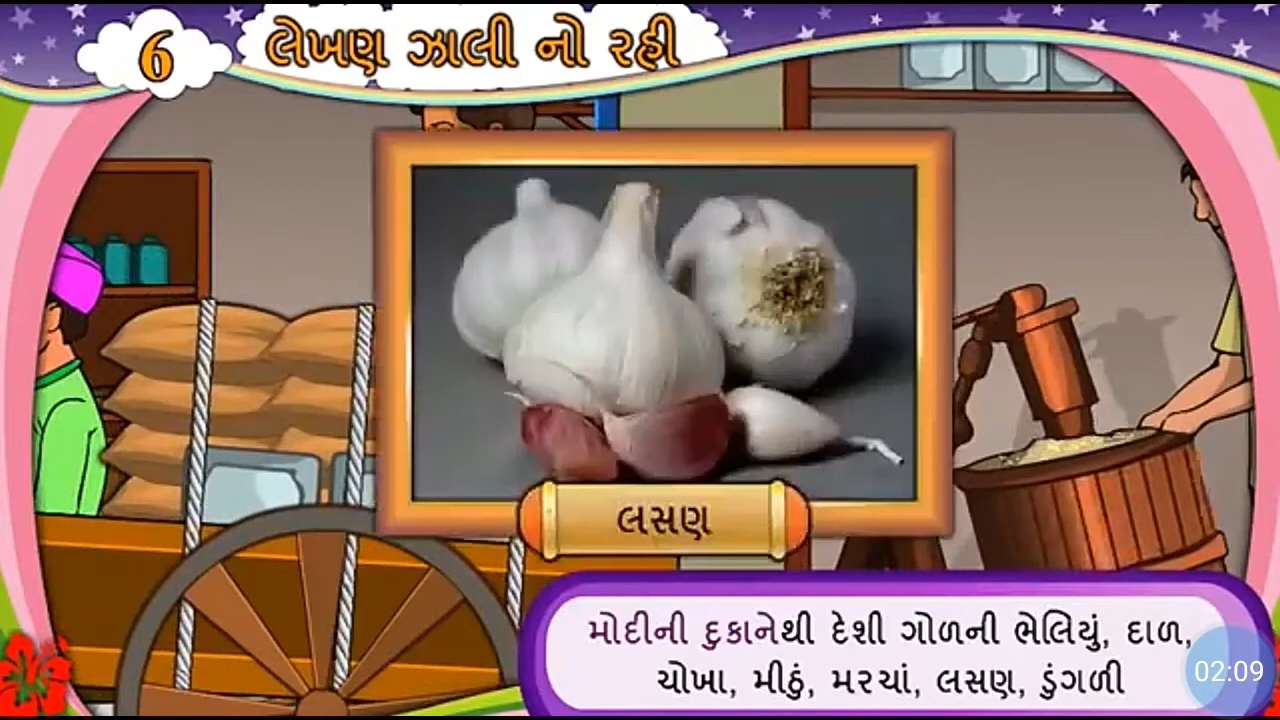 6
લેખણ ઝાલી નો રહી
લસણ
મોદીની દુકાનેથી દેશી ગોળની ભેલિયું, દાળ,
ચોખા, મીઠું, મરચાં, લસણ, ડુંગળી
02:09